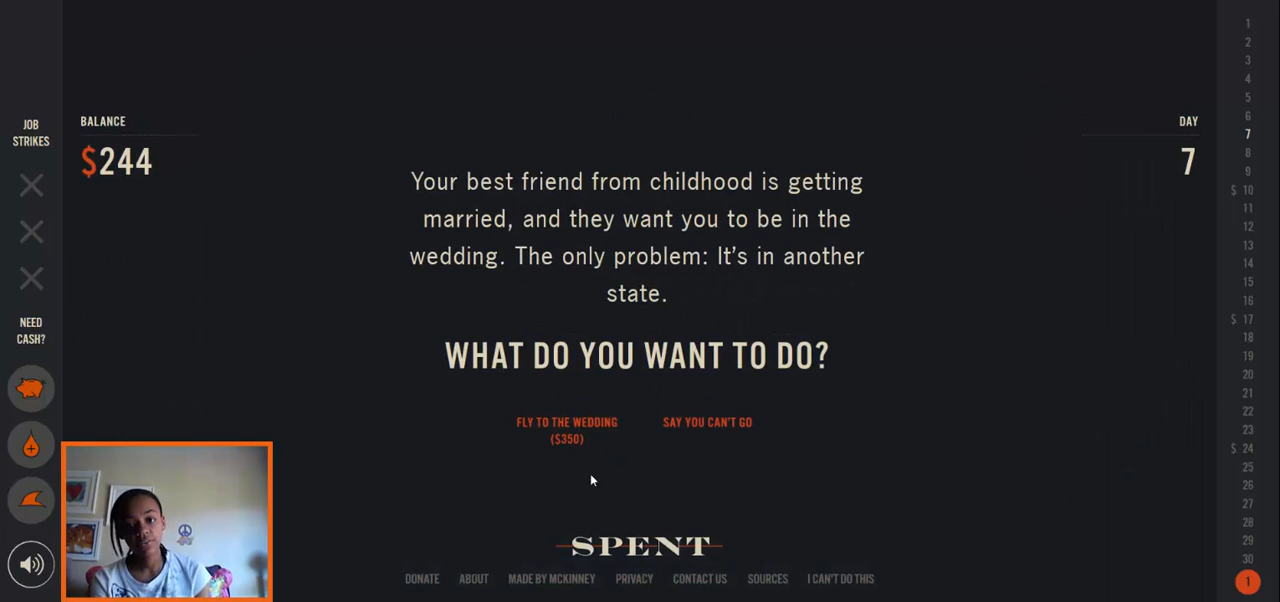 JOB
STRIKES
NEED
CASH?
BALANCE
$244
Your best friend from childhood is getting
married, and they want you to be in the
wedding. The only problem: It's in another
state.
WHAT DO YOU WANT TO DO?
FLY TO THE WEDDING
($350)
SAY YOU CAN'T GO
SPENT
DONATE ABOUT MADE BY MCKINNEY PRIVACY CONTACT US SOURCES I CAN'T DO THIS
DAY
7
1
2
3
4
5
6
7
8
9
$ 10
11
12
13
14
15
16
$ 17
18
19
20
21
22
23
$ 24
25
26
27
28
29
30
1